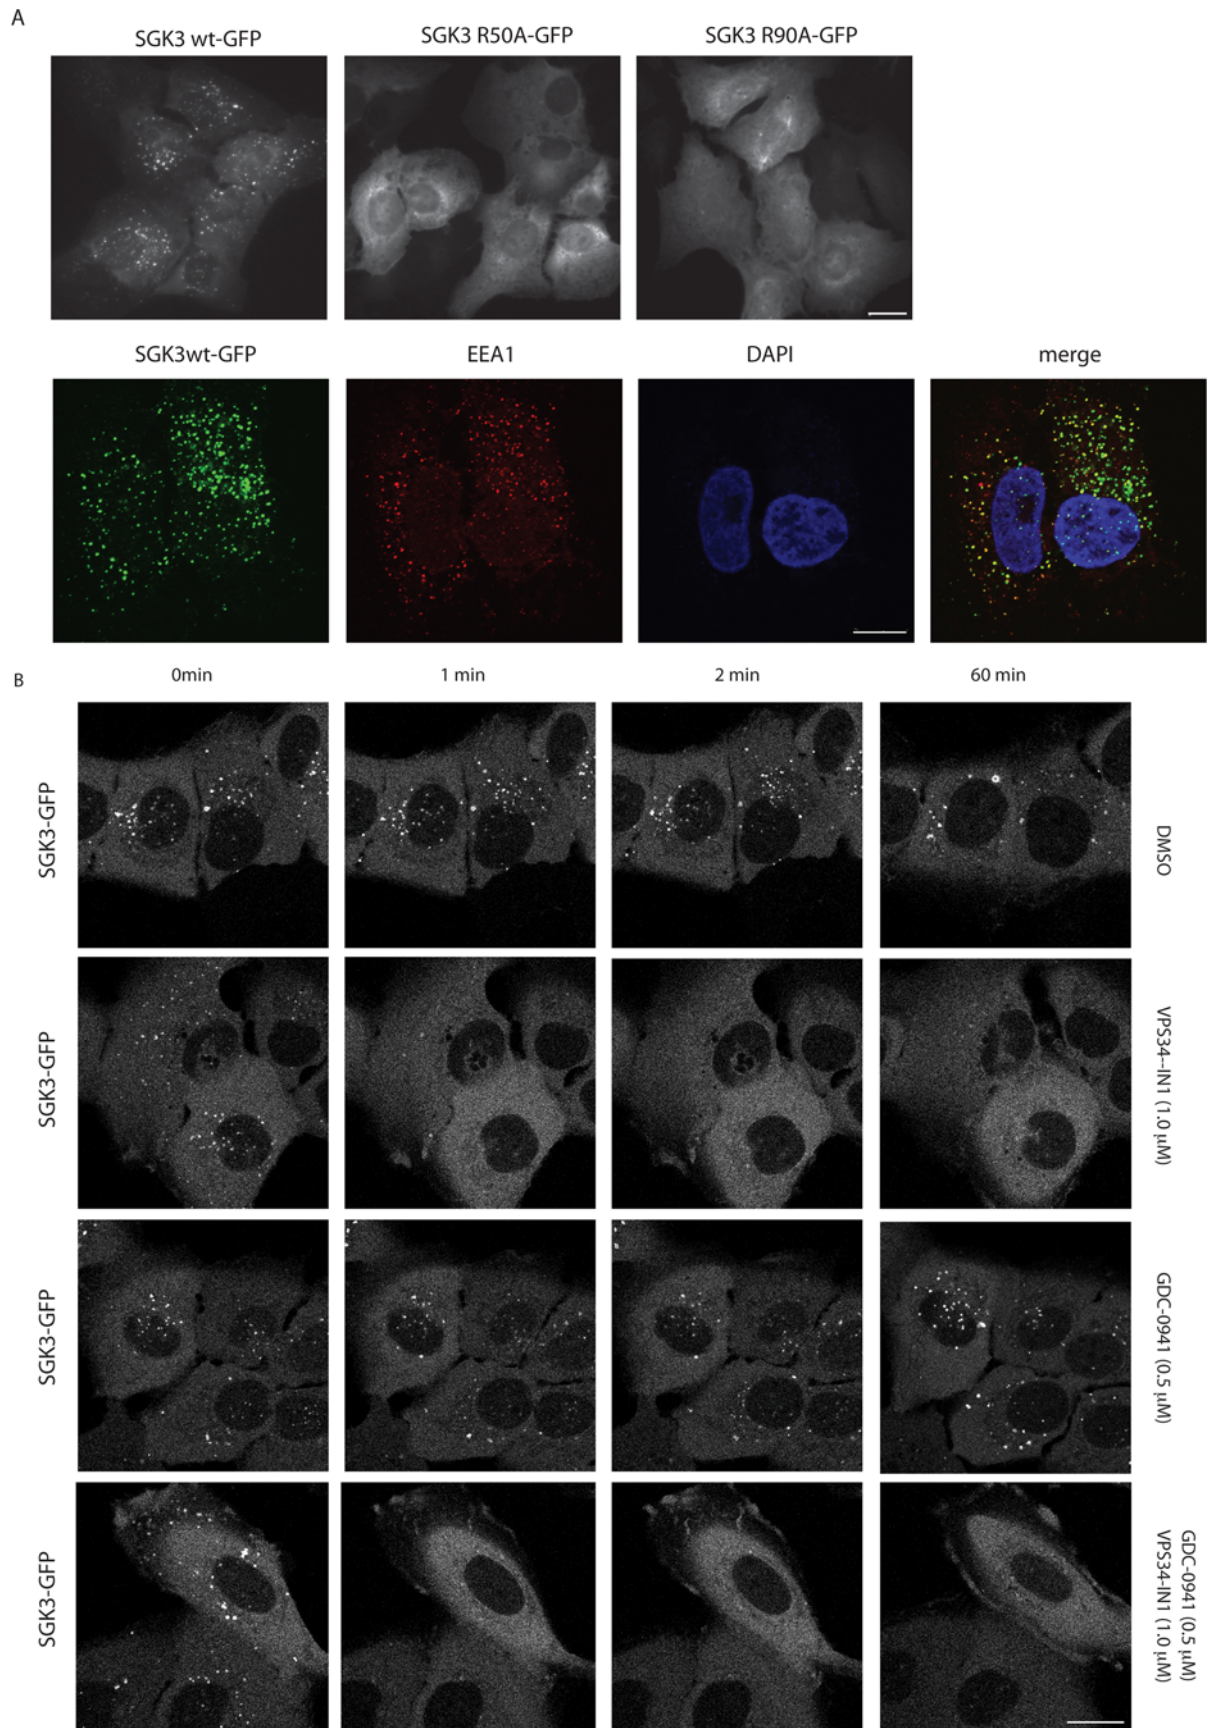 A
SGK3 wt-GFP
SGK3 R50A-GFP
SGK3 R90A-GFP
SGK3wt-GFP
EEA1
DAPI
merge
B
0min
1 min
2 min
60 min
SGK3-GFP
DMSO
SGK3-GFP
VPS34--IN1 (1.0 µM)
SGK3-GFP
GDC-0941 (0.5 µM)
SGK3-GFP
GDC-0941 (0.5 µM)
VPS34-IN1 (1.0 µM)